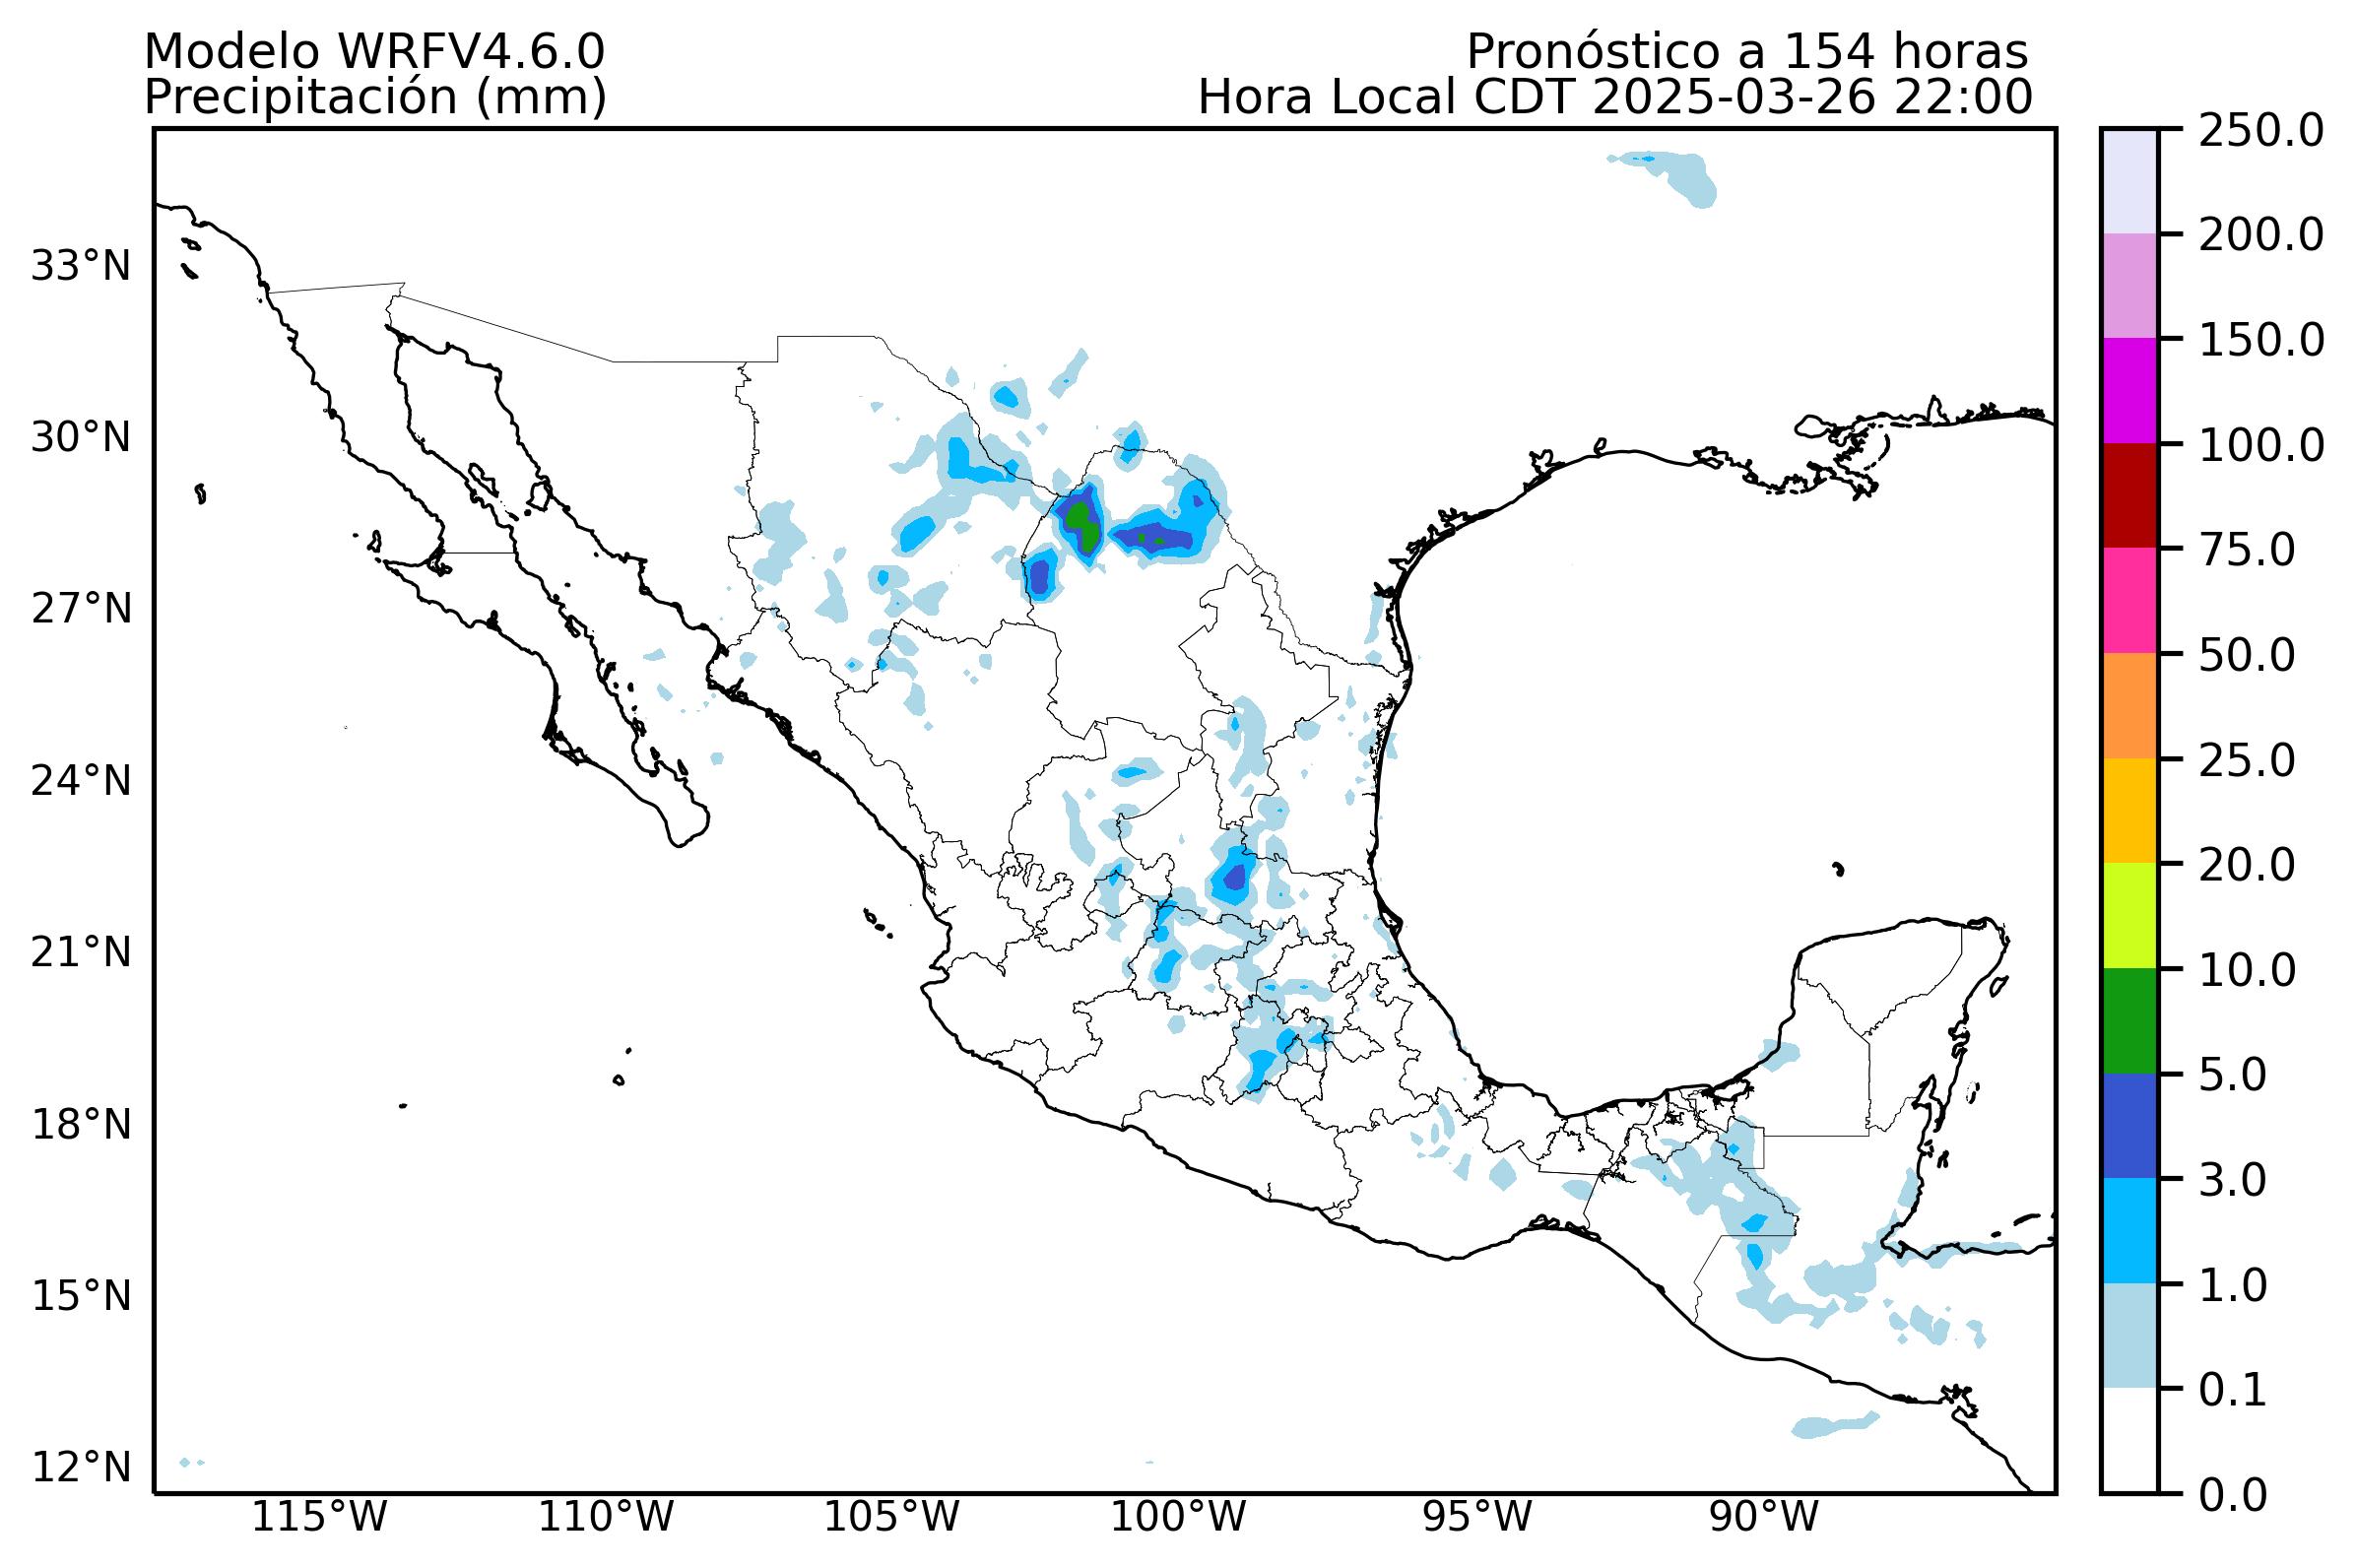 Modelo WRFV4.6.0
Pronóstico a 154 horas
Precipitación (mm)
Hora Local CDT 2025-03-26 22:00
250.0
200.0
150.0
100.0
75.0
50.0
25.0
20.0
10.0
5.0
3.0
1.0
0.1
0.0
33°N
30°N
27°N
24°N
21°N
18°N
15°N
12°N
115°W
110°W
105°W
100°W
95°W
90°W